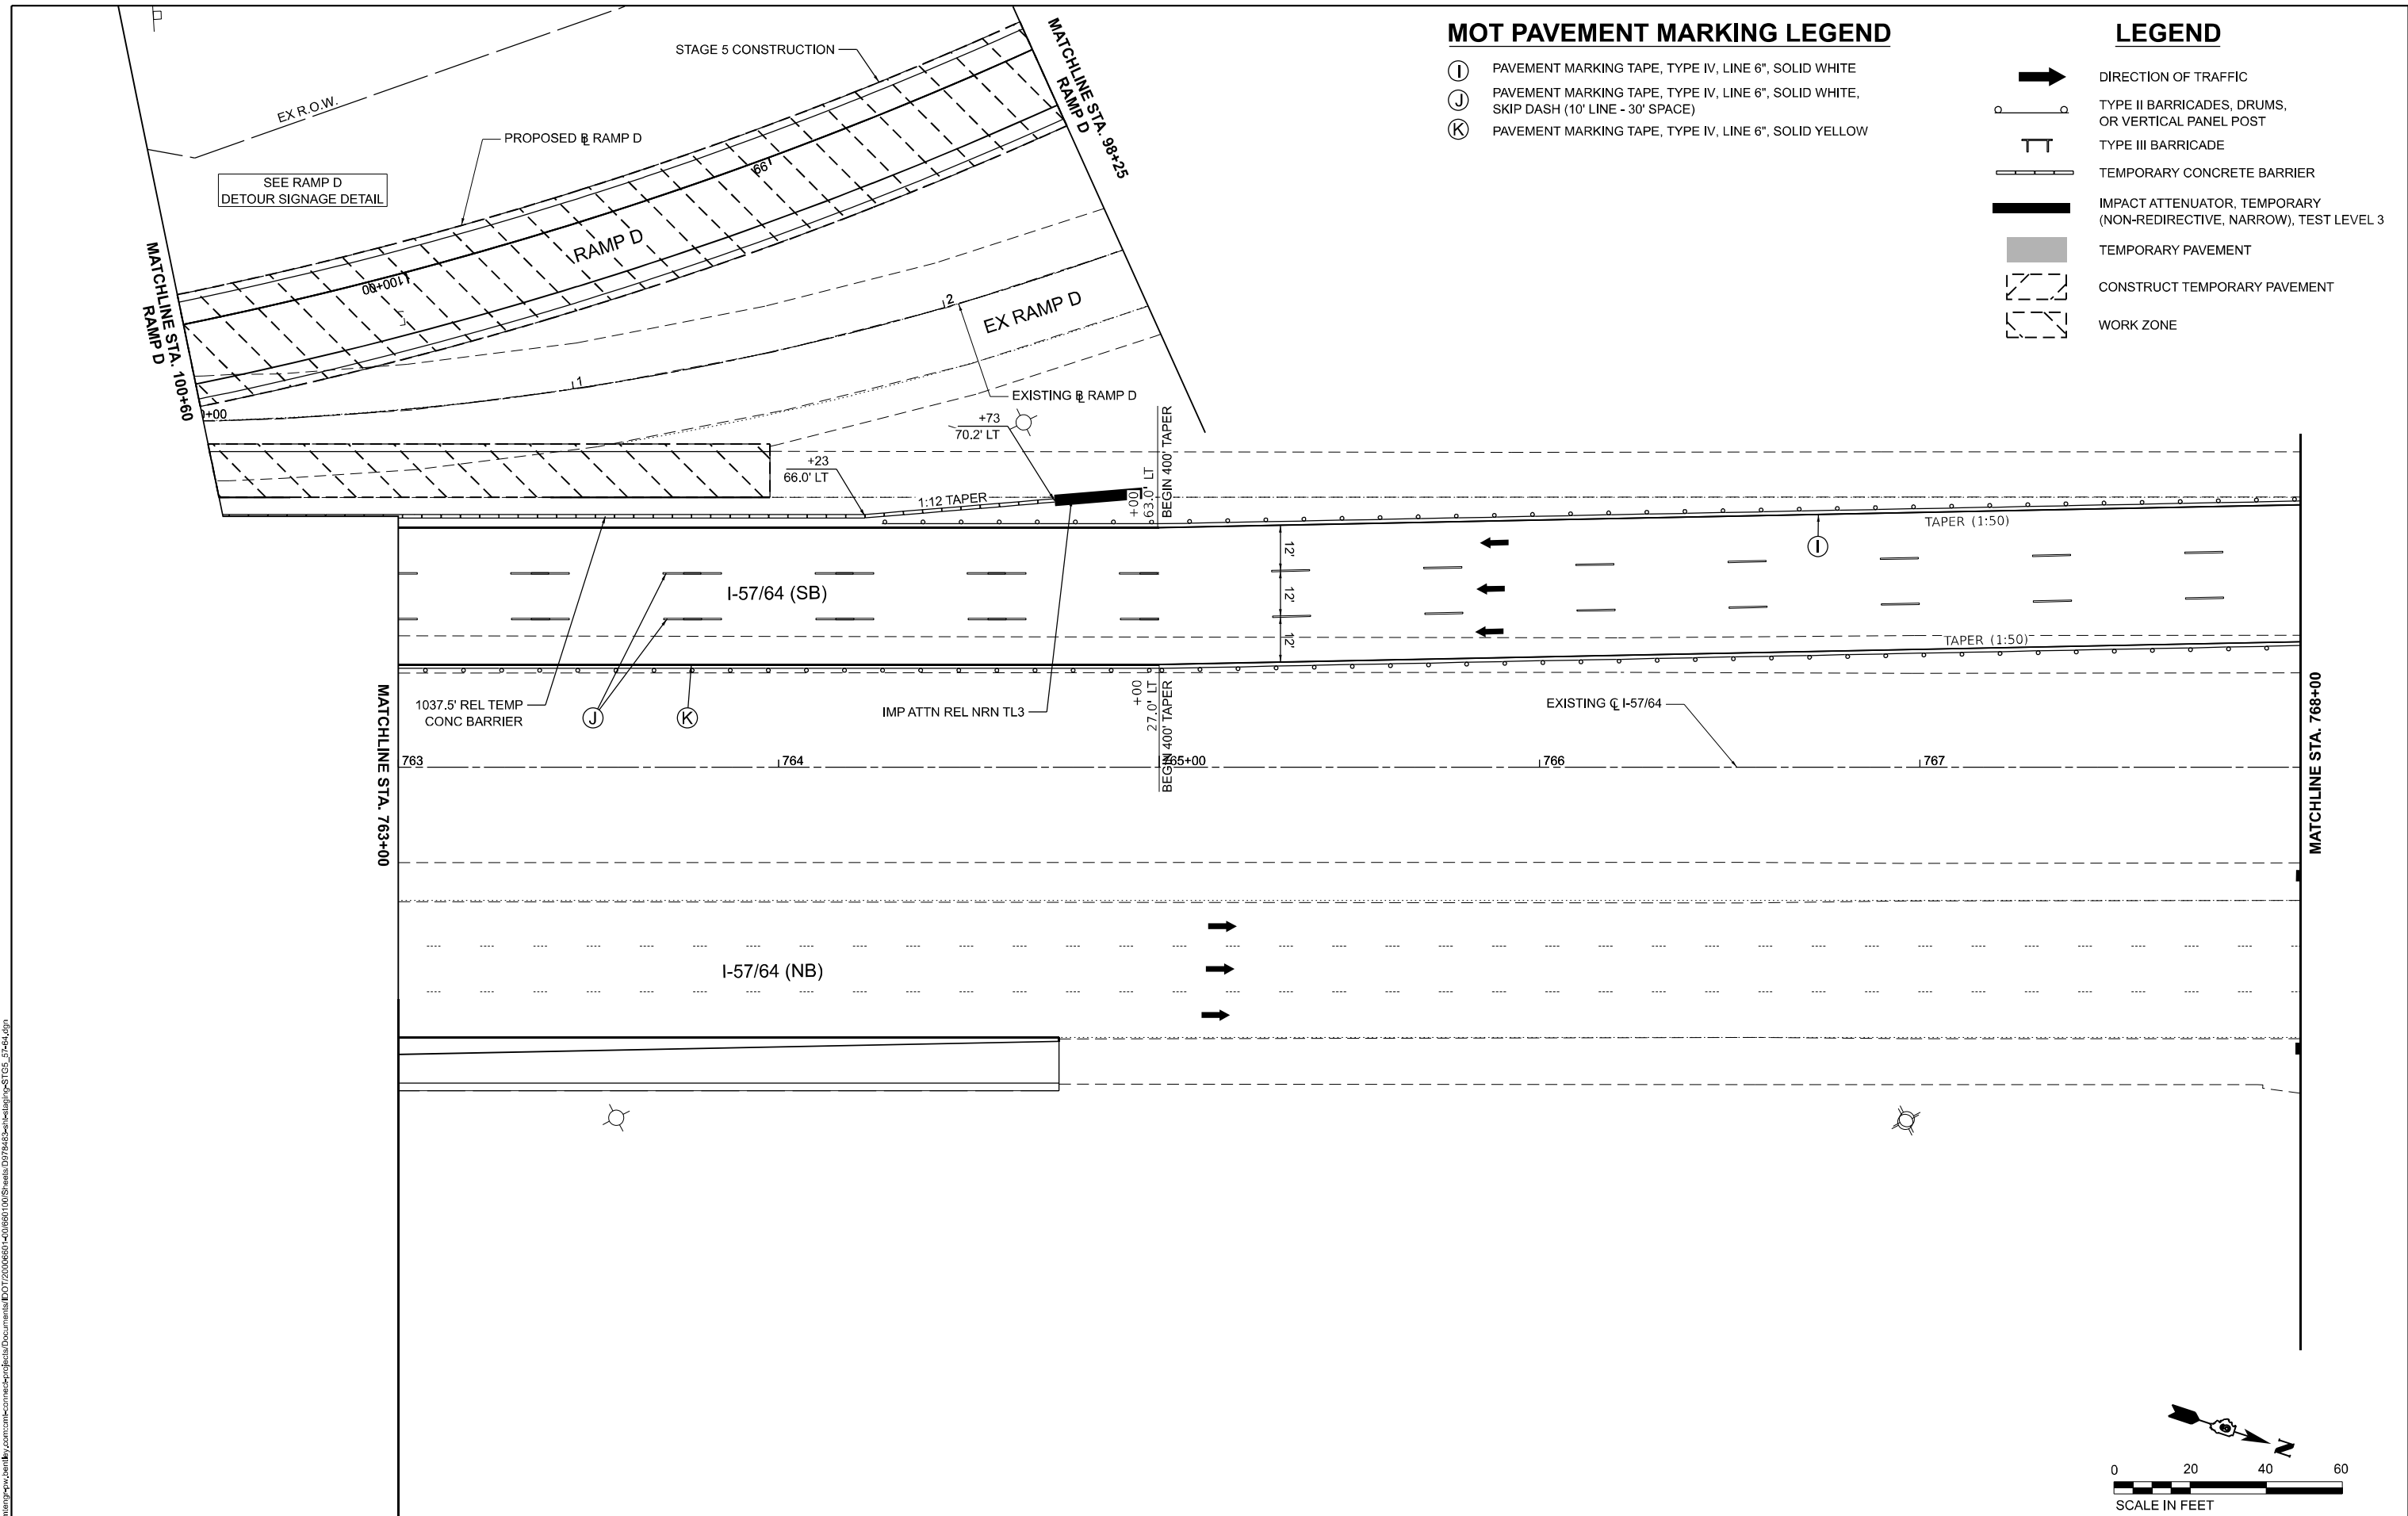 MOT PAVEMENT MARKING LEGEND
I PAVEMENT MARKING TAPE, TYPE IV, LINE 6", SOLID WHITE
J PAVEMENT MARKING TAPE, TYPE IV, LINE 6", SOLID WHITE,
SKIP DASH (10' LINE - 30' SPACE)
K PAVEMENT MARKING TAPE, TYPE IV, LINE 6", SOLID YELLOW
LEGEND
DIRECTION OF TRAFFIC
TYPE II BARRICADES, DRUMS,
OR VERTICAL PANEL POST
TYPE III BARRICADE
TEMPORARY CONCRETE BARRIER
IMPACT ATTENUATOR, TEMPORARY
(NON-REDIRECTIVE, NARROW), TEST LEVEL 3
TEMPORARY PAVEMENT
CONSTRUCT TEMPORARY PAVEMENT
WORK ZONE
STAGE 5 CONSTRUCTION
MATCHLINE STA. 98+25
RAMP D
EX R.O.W.
PROPOSED ℄ RAMP D
SEE RAMP D
DETOUR SIGNAGE DETAIL
99
RAMP D
100+00
MATCHLINE STA. 100+60
RAMP D
2
EX RAMP D
1
EXISTING ℄ RAMP D
+00
+73
70.2' LT
+23
66.0' LT
1:12 TAPER
+00
63.0' LT
BEGIN 400' TAPER
TAPER (1:50)
I
12'
12'
12'
I-57/64 (SB)
TAPER (1:50)
1037.5' REL TEMP
CONC BARRIER
J
K
IMP ATTN REL NRN TL3
+00
27.0' LT
BEGIN 400' TAPER
EXISTING ℄ I-57/64
763
764
765+00
766
767
MATCHLINE STA. 763+00
MATCHLINE STA. 768+00
I-57/64 (NB)
N
0 20 40 60
SCALE IN FEET